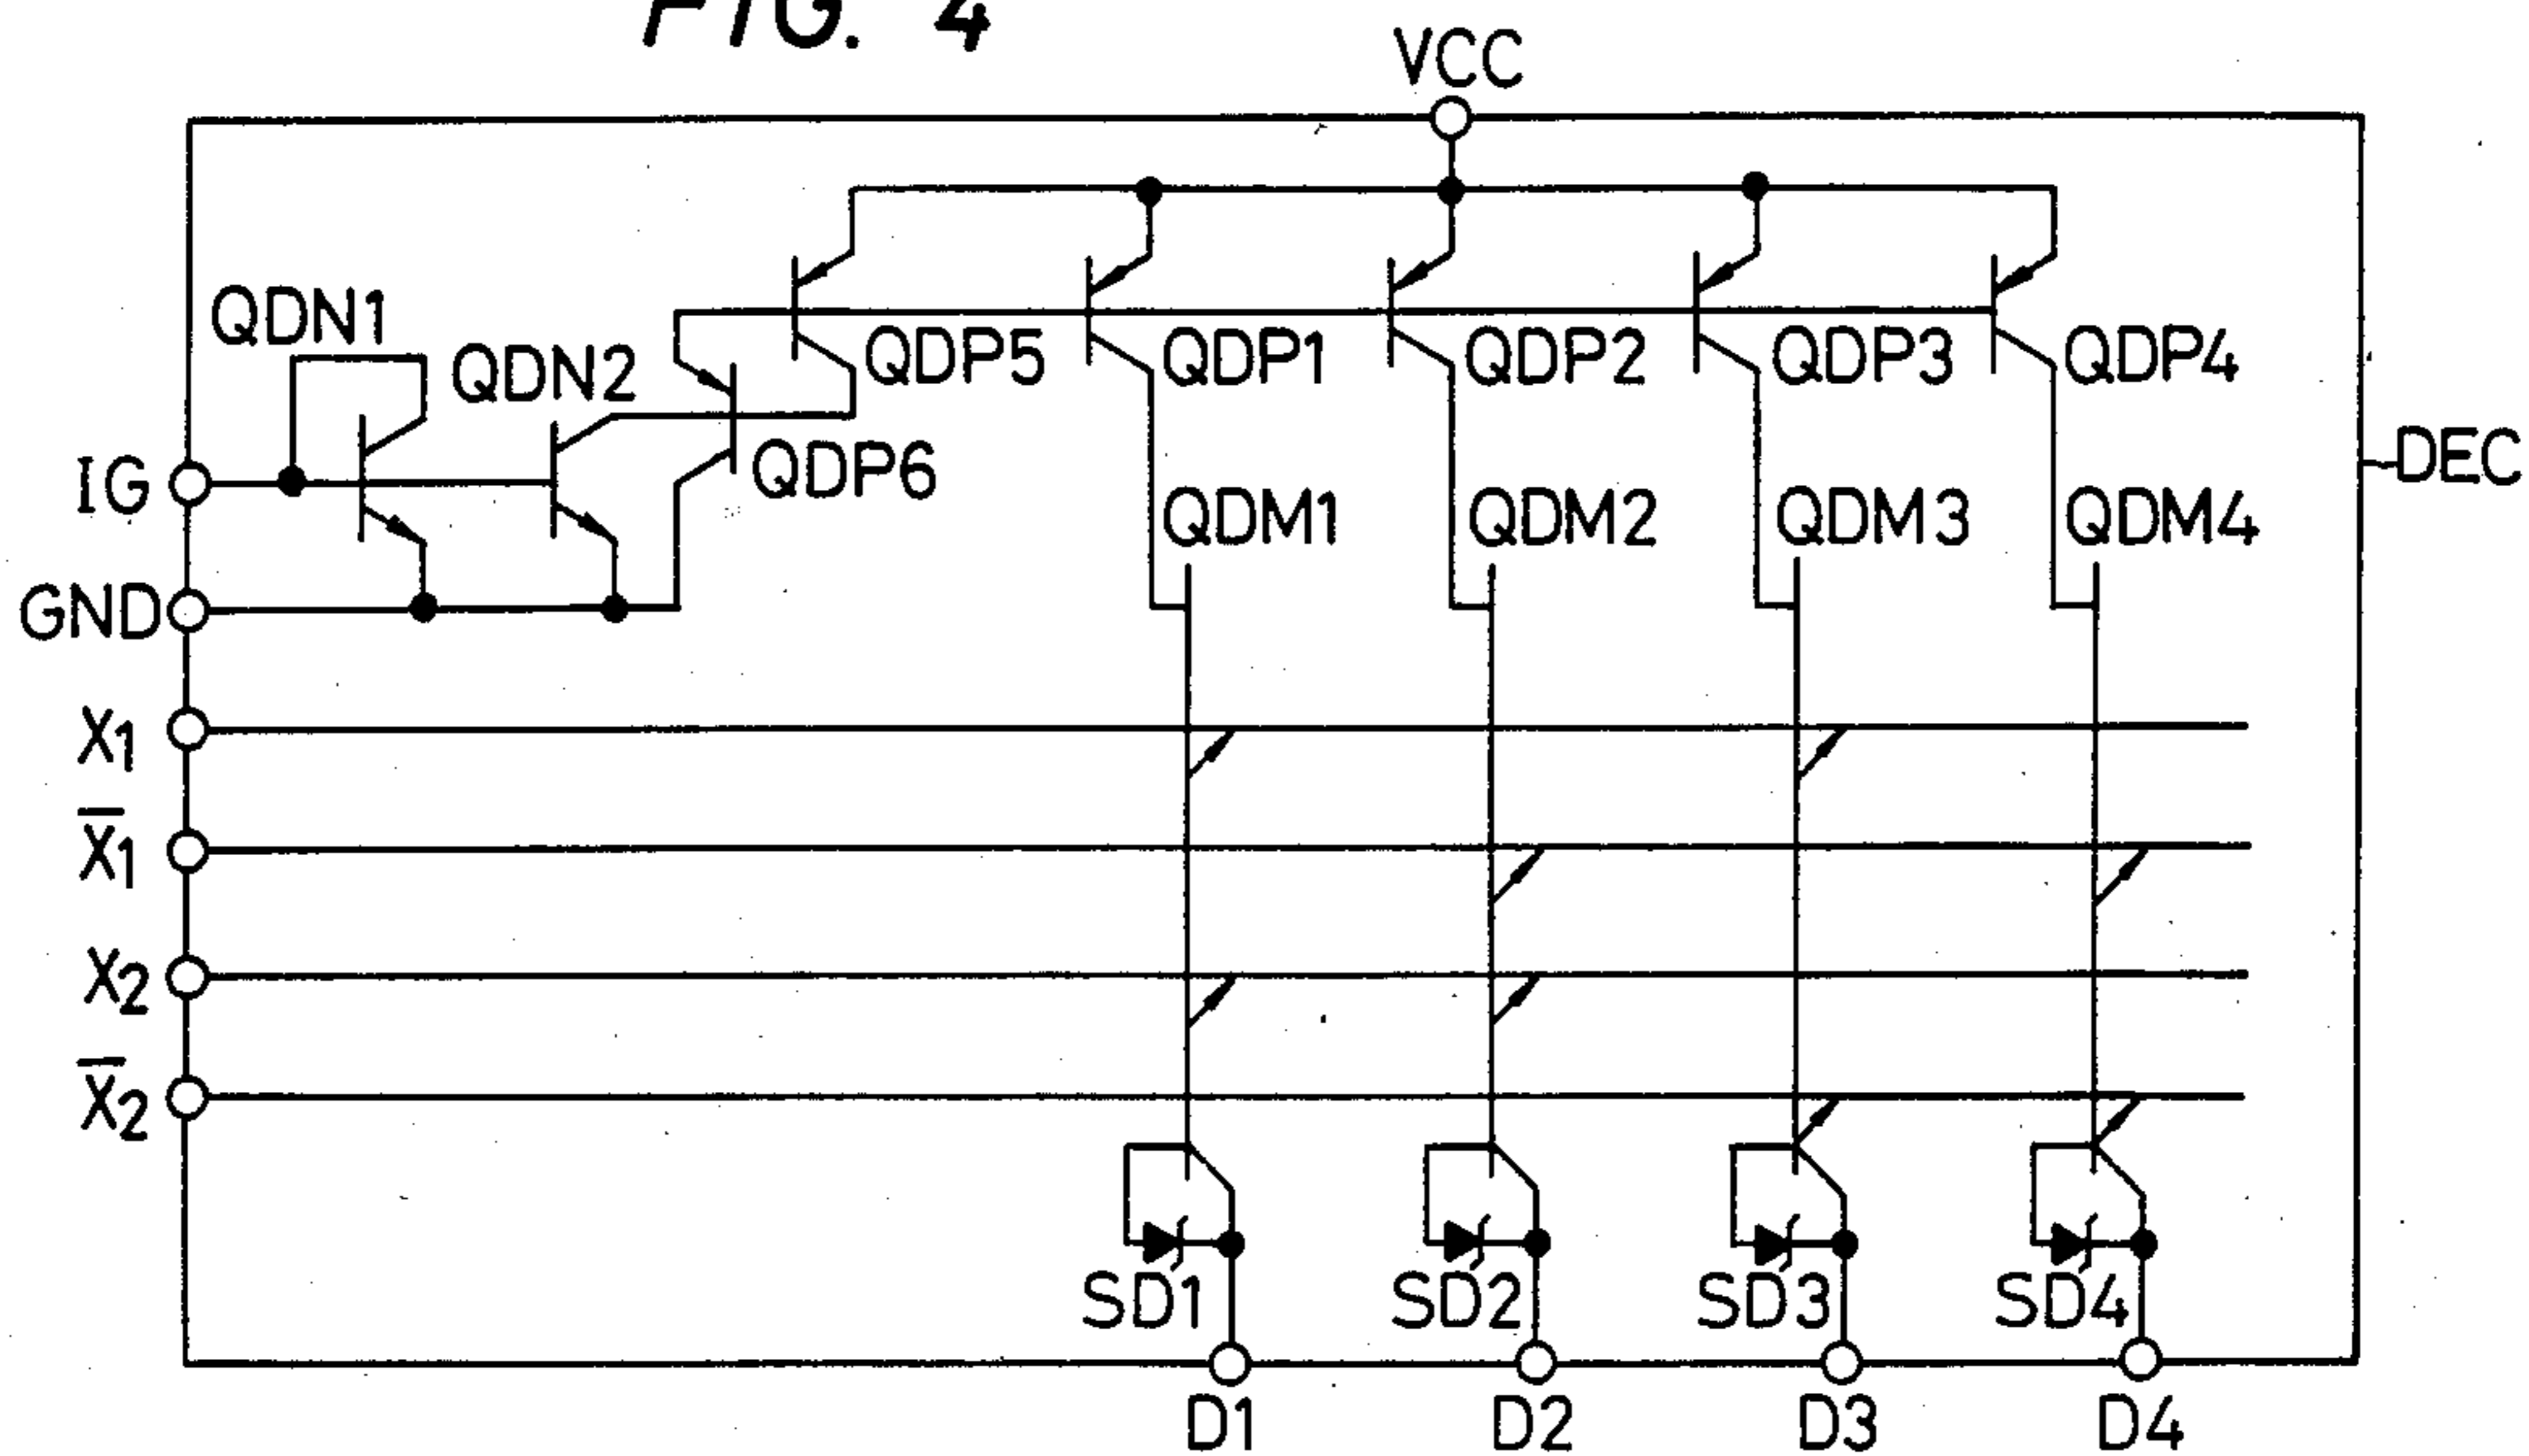 FIG. 4
VCC
QDN1
QDN2
QDP5
QDP1
QDP2
QDP3
QDP4
QDP6
IG
DEC
QDM1
QDM2
QDM3
QDM4
GND
X1
X̅1
X2
X̅2
SD1
SD2
SD3
SD4
D1
D2
D3
D4